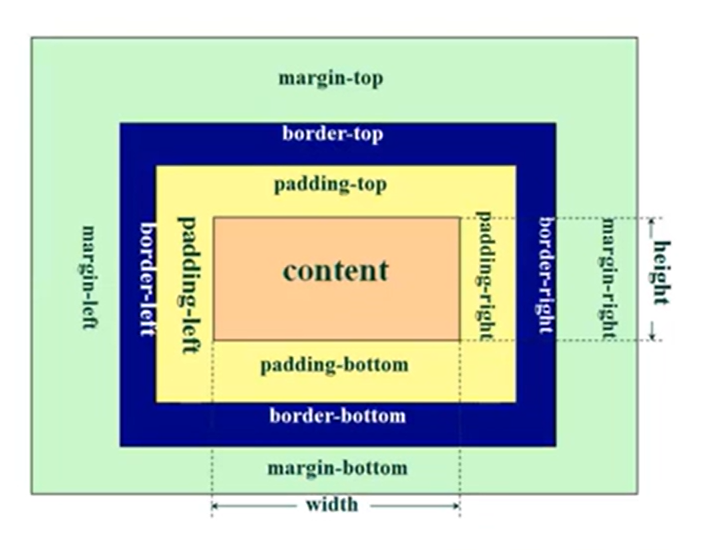 margin-top
border-top
padding-top
margin-left
border-left
padding-left
content
padding-right
border-right
margin-right
height
padding-bottom
border-bottom
margin-bottom
width